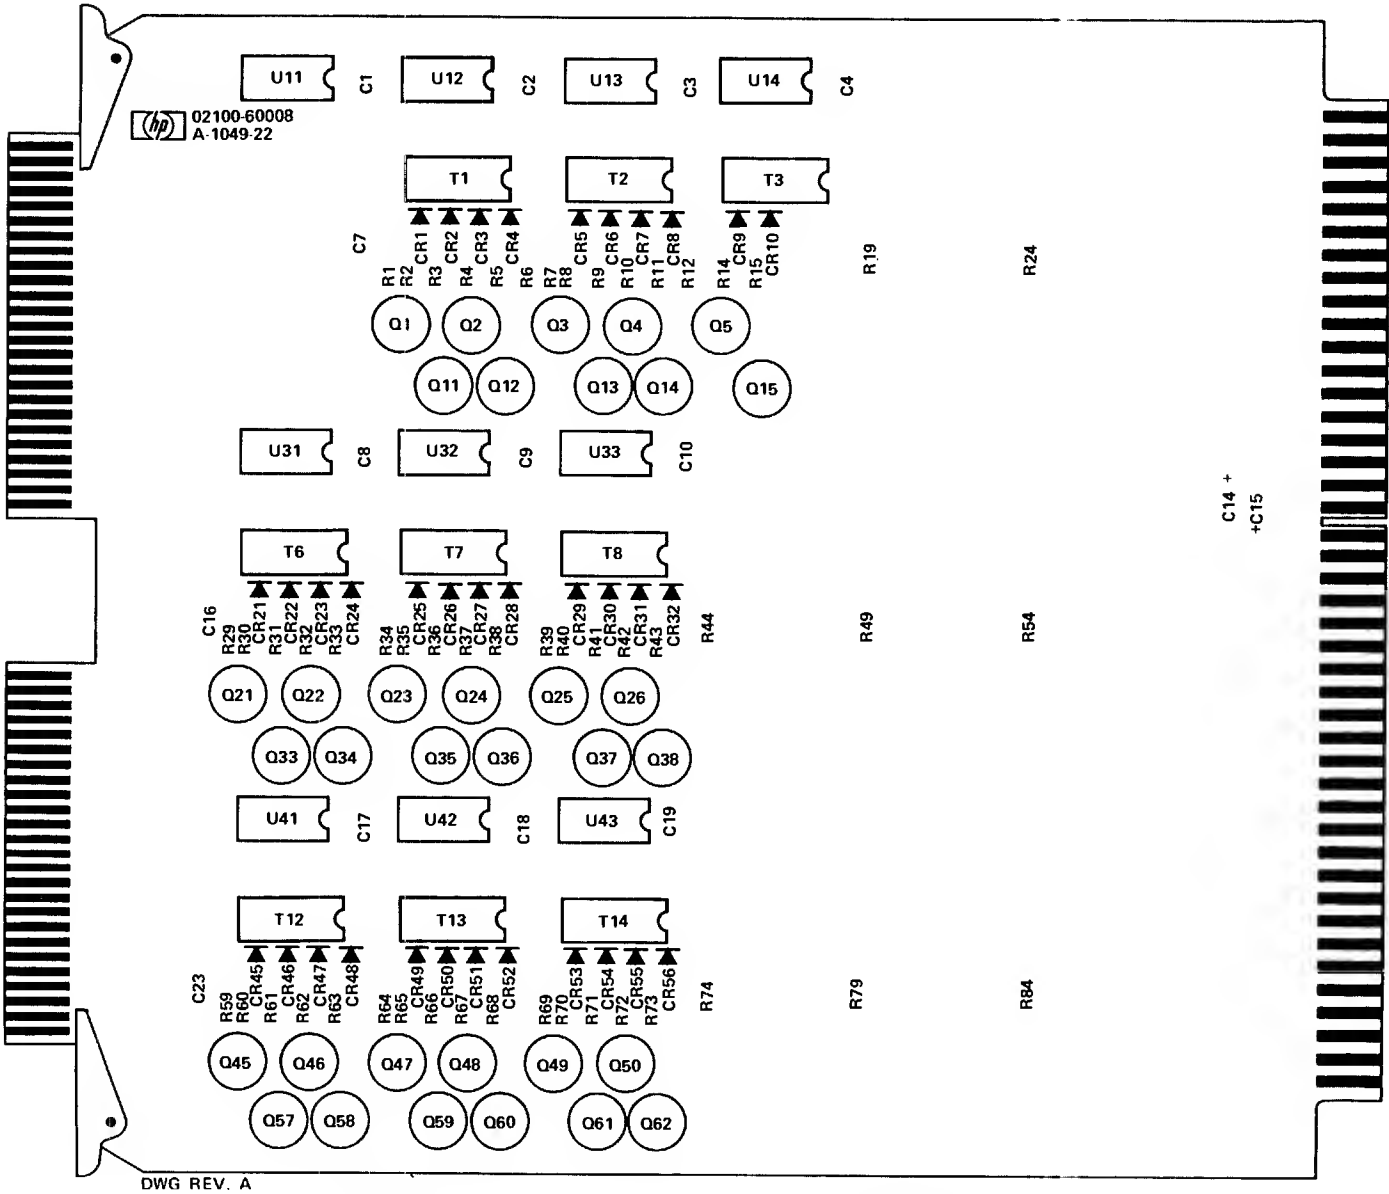 U11 C1 U12 C2 U13 C3 U14 C4
hp 02100-60008
A-1049-22
T1 T2 T3
CR1 CR2 CR3 CR4 CR5 CR6 CR7 CR8 CR9 CR10
C7 R1 R2 R3 R4 R5 R6 R7 R8 R9 R10 R11 R12 R14 R15 R19 R24
Q1 Q2 Q3 Q4 Q5
Q11 Q12 Q13 Q14 Q15
U31 C8 U32 C9 U33 C10
C14 +
+C15
T6 T7 T8
CR21 CR22 CR23 CR24 CR25 CR26 CR27 CR28 CR29 CR30 CR31 CR32
C16 R29 R30 R31 R32 R33 R34 R35 R36 R37 R38 R39 R40 R41 R42 R43 R44 R49 R54
Q21 Q22 Q23 Q24 Q25 Q26
Q33 Q34 Q35 Q36 Q37 Q38
U41 C17 U42 C18 U43 C19
T12 T13 T14
CR45 CR46 CR47 CR48 CR49 CR50 CR51 CR52 CR53 CR54 CR55 CR56
C23 R59 R60 R61 R62 R63 R64 R65 R66 R67 R68 R69 R70 R71 R72 R73 R74 R79 R84
Q45 Q46 Q47 Q48 Q49 Q50
Q57 Q58 Q59 Q60 Q61 Q62
DWG REV. A